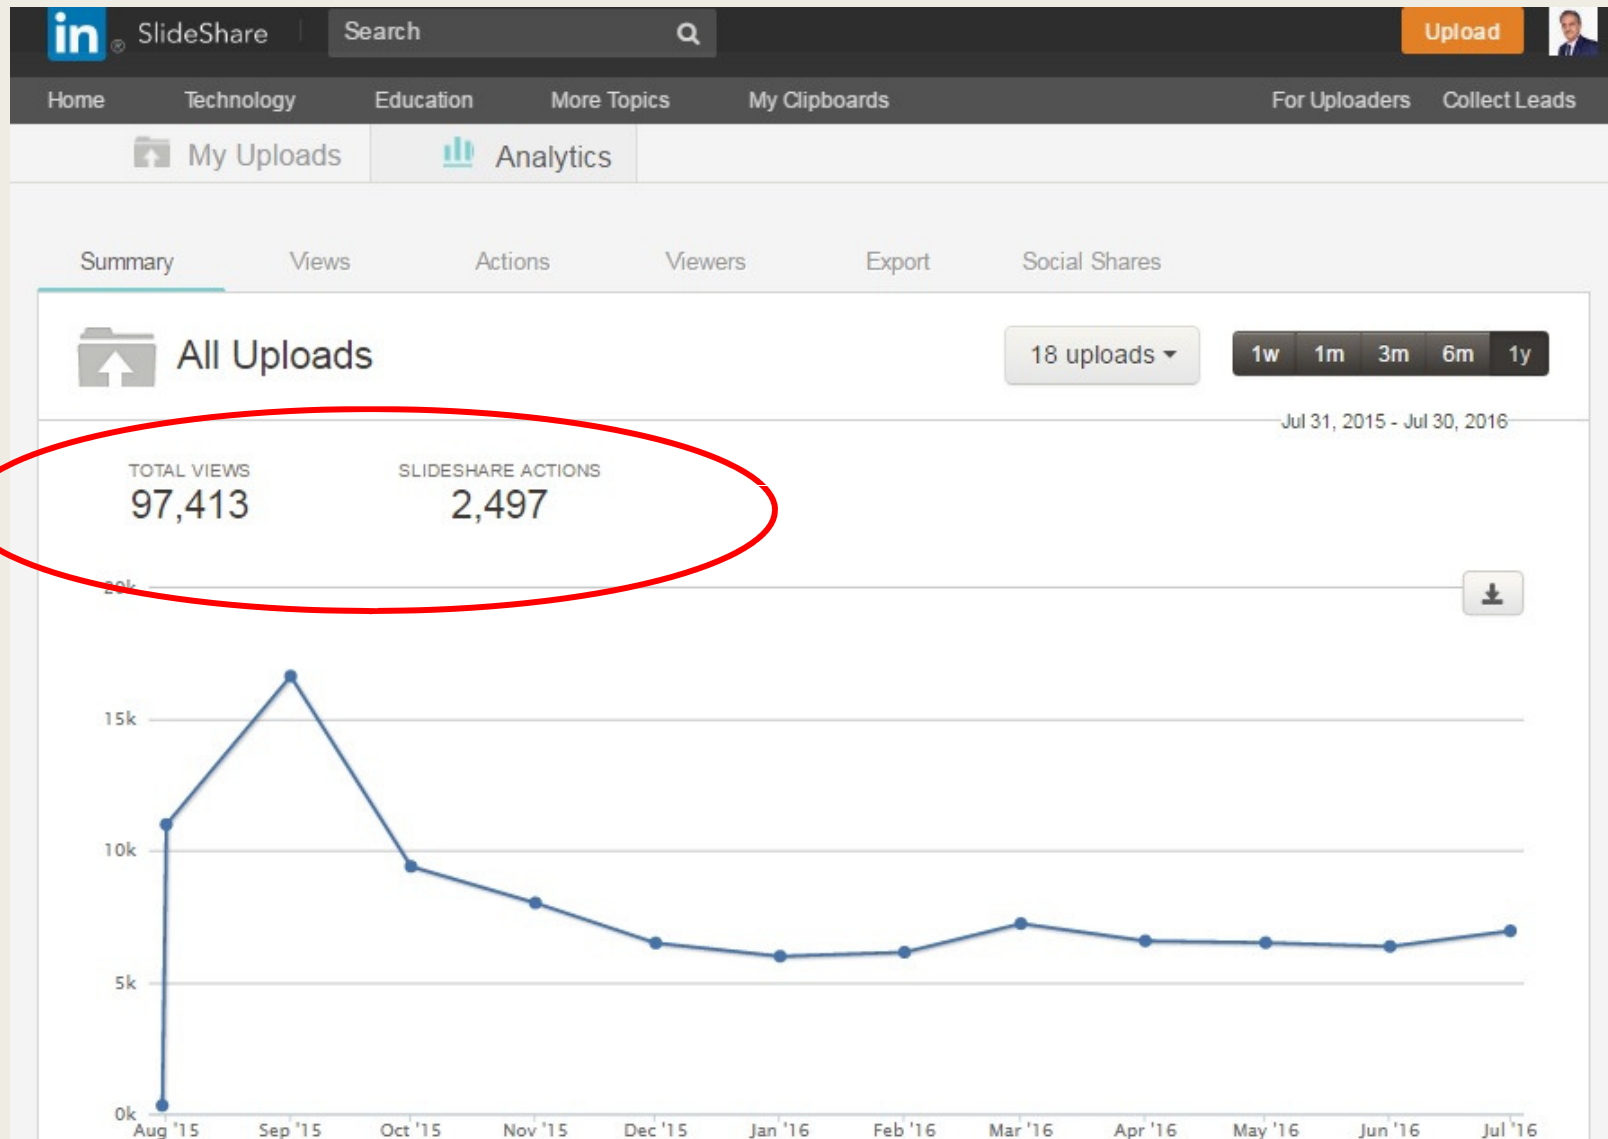 in ® SlideShare Search Upload
Home Technology Education More Topics My Clipboards For Uploaders Collect Leads
My Uploads Analytics
Summary Views Actions Viewers Export Social Shares
All Uploads 18 uploads 1w 1m 3m 6m 1y
Jul 31, 2015 - Jul 30, 2016
TOTAL VIEWS SLIDESHARE ACTIONS
97,413 2,497
20k
15k
10k
5k
0k
Aug '15 Sep '15 Oct '15 Nov '15 Dec '15 Jan '16 Feb '16 Mar '16 Apr '16 May '16 Jun '16 Jul '16